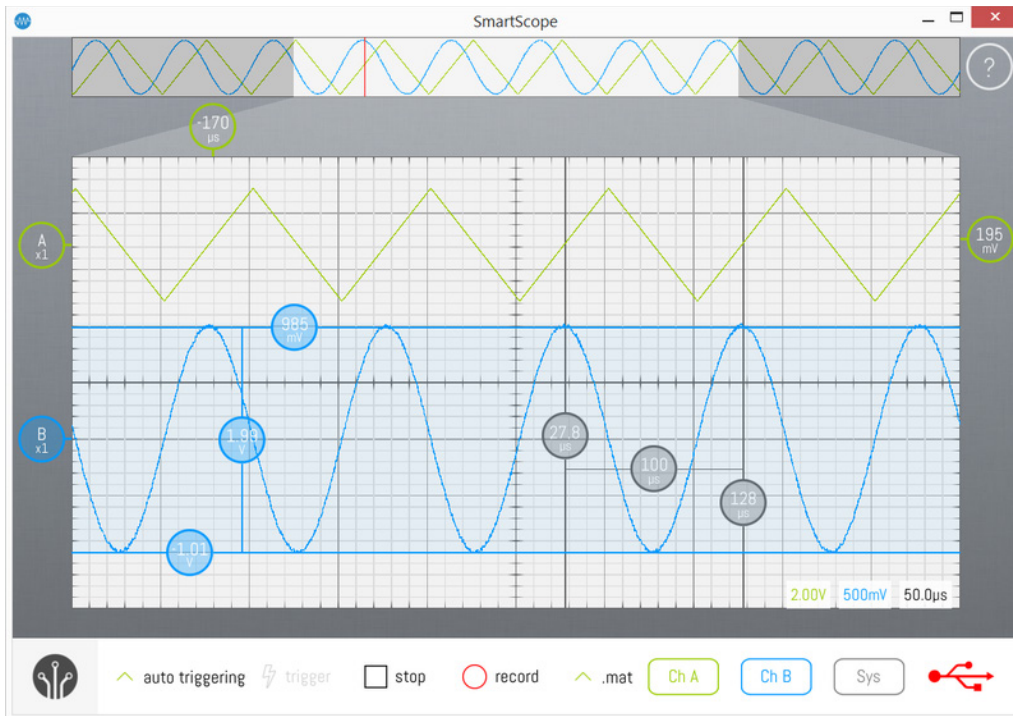 SmartScope
?
-170
µs
A
x1
195
mV
985
mV
B
x1
1.99
V
27.8
µs
100
µs
128
µs
-1.01
V
2.00V 500mV 50.0µs
auto triggering trigger stop record .mat Ch A Ch B Sys